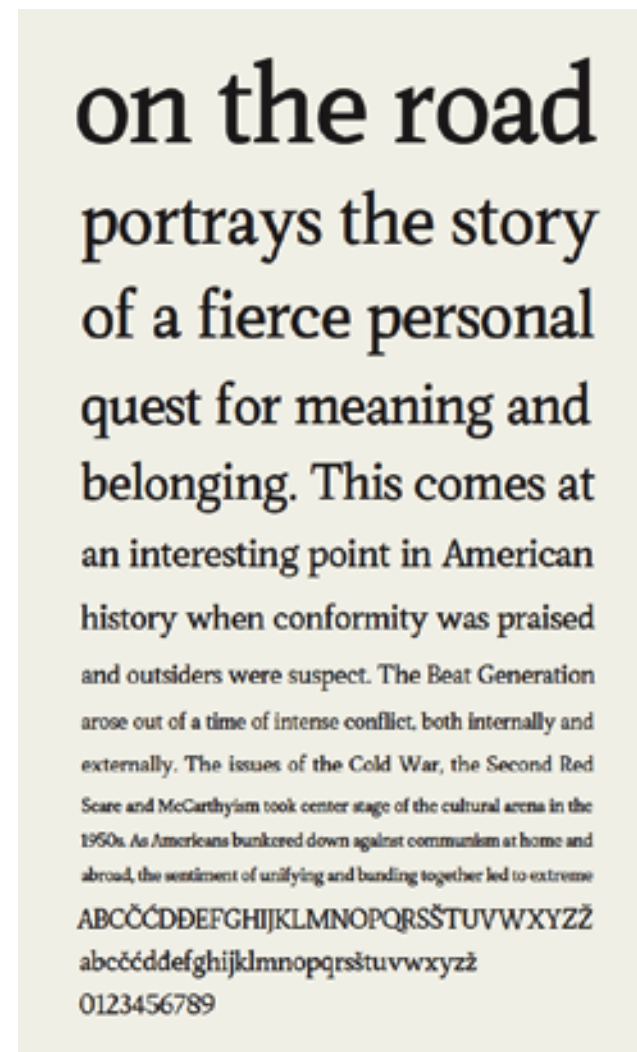 on the road
portrays the story
of a fierce personal
quest for meaning and
belonging. This comes at
an interesting point in American
history when conformity was praised
and outsiders were suspect. The Beat Generation
arose out of a time of intense conflict, both internally and
externally. The issues of the Cold War, the Second Red
Scare and McCarthyism took center stage of the cultural arena in the
1950s. As Americans bunkered down against communism at home and
abroad, the sentiment of unifying and banding together led to extreme
ABCČĆDĐEFGHIJKLMNOPQRSŠTUVWXYZŽ
abcčćdđefghijklmnopqrsštuvwxyzž
0123456789